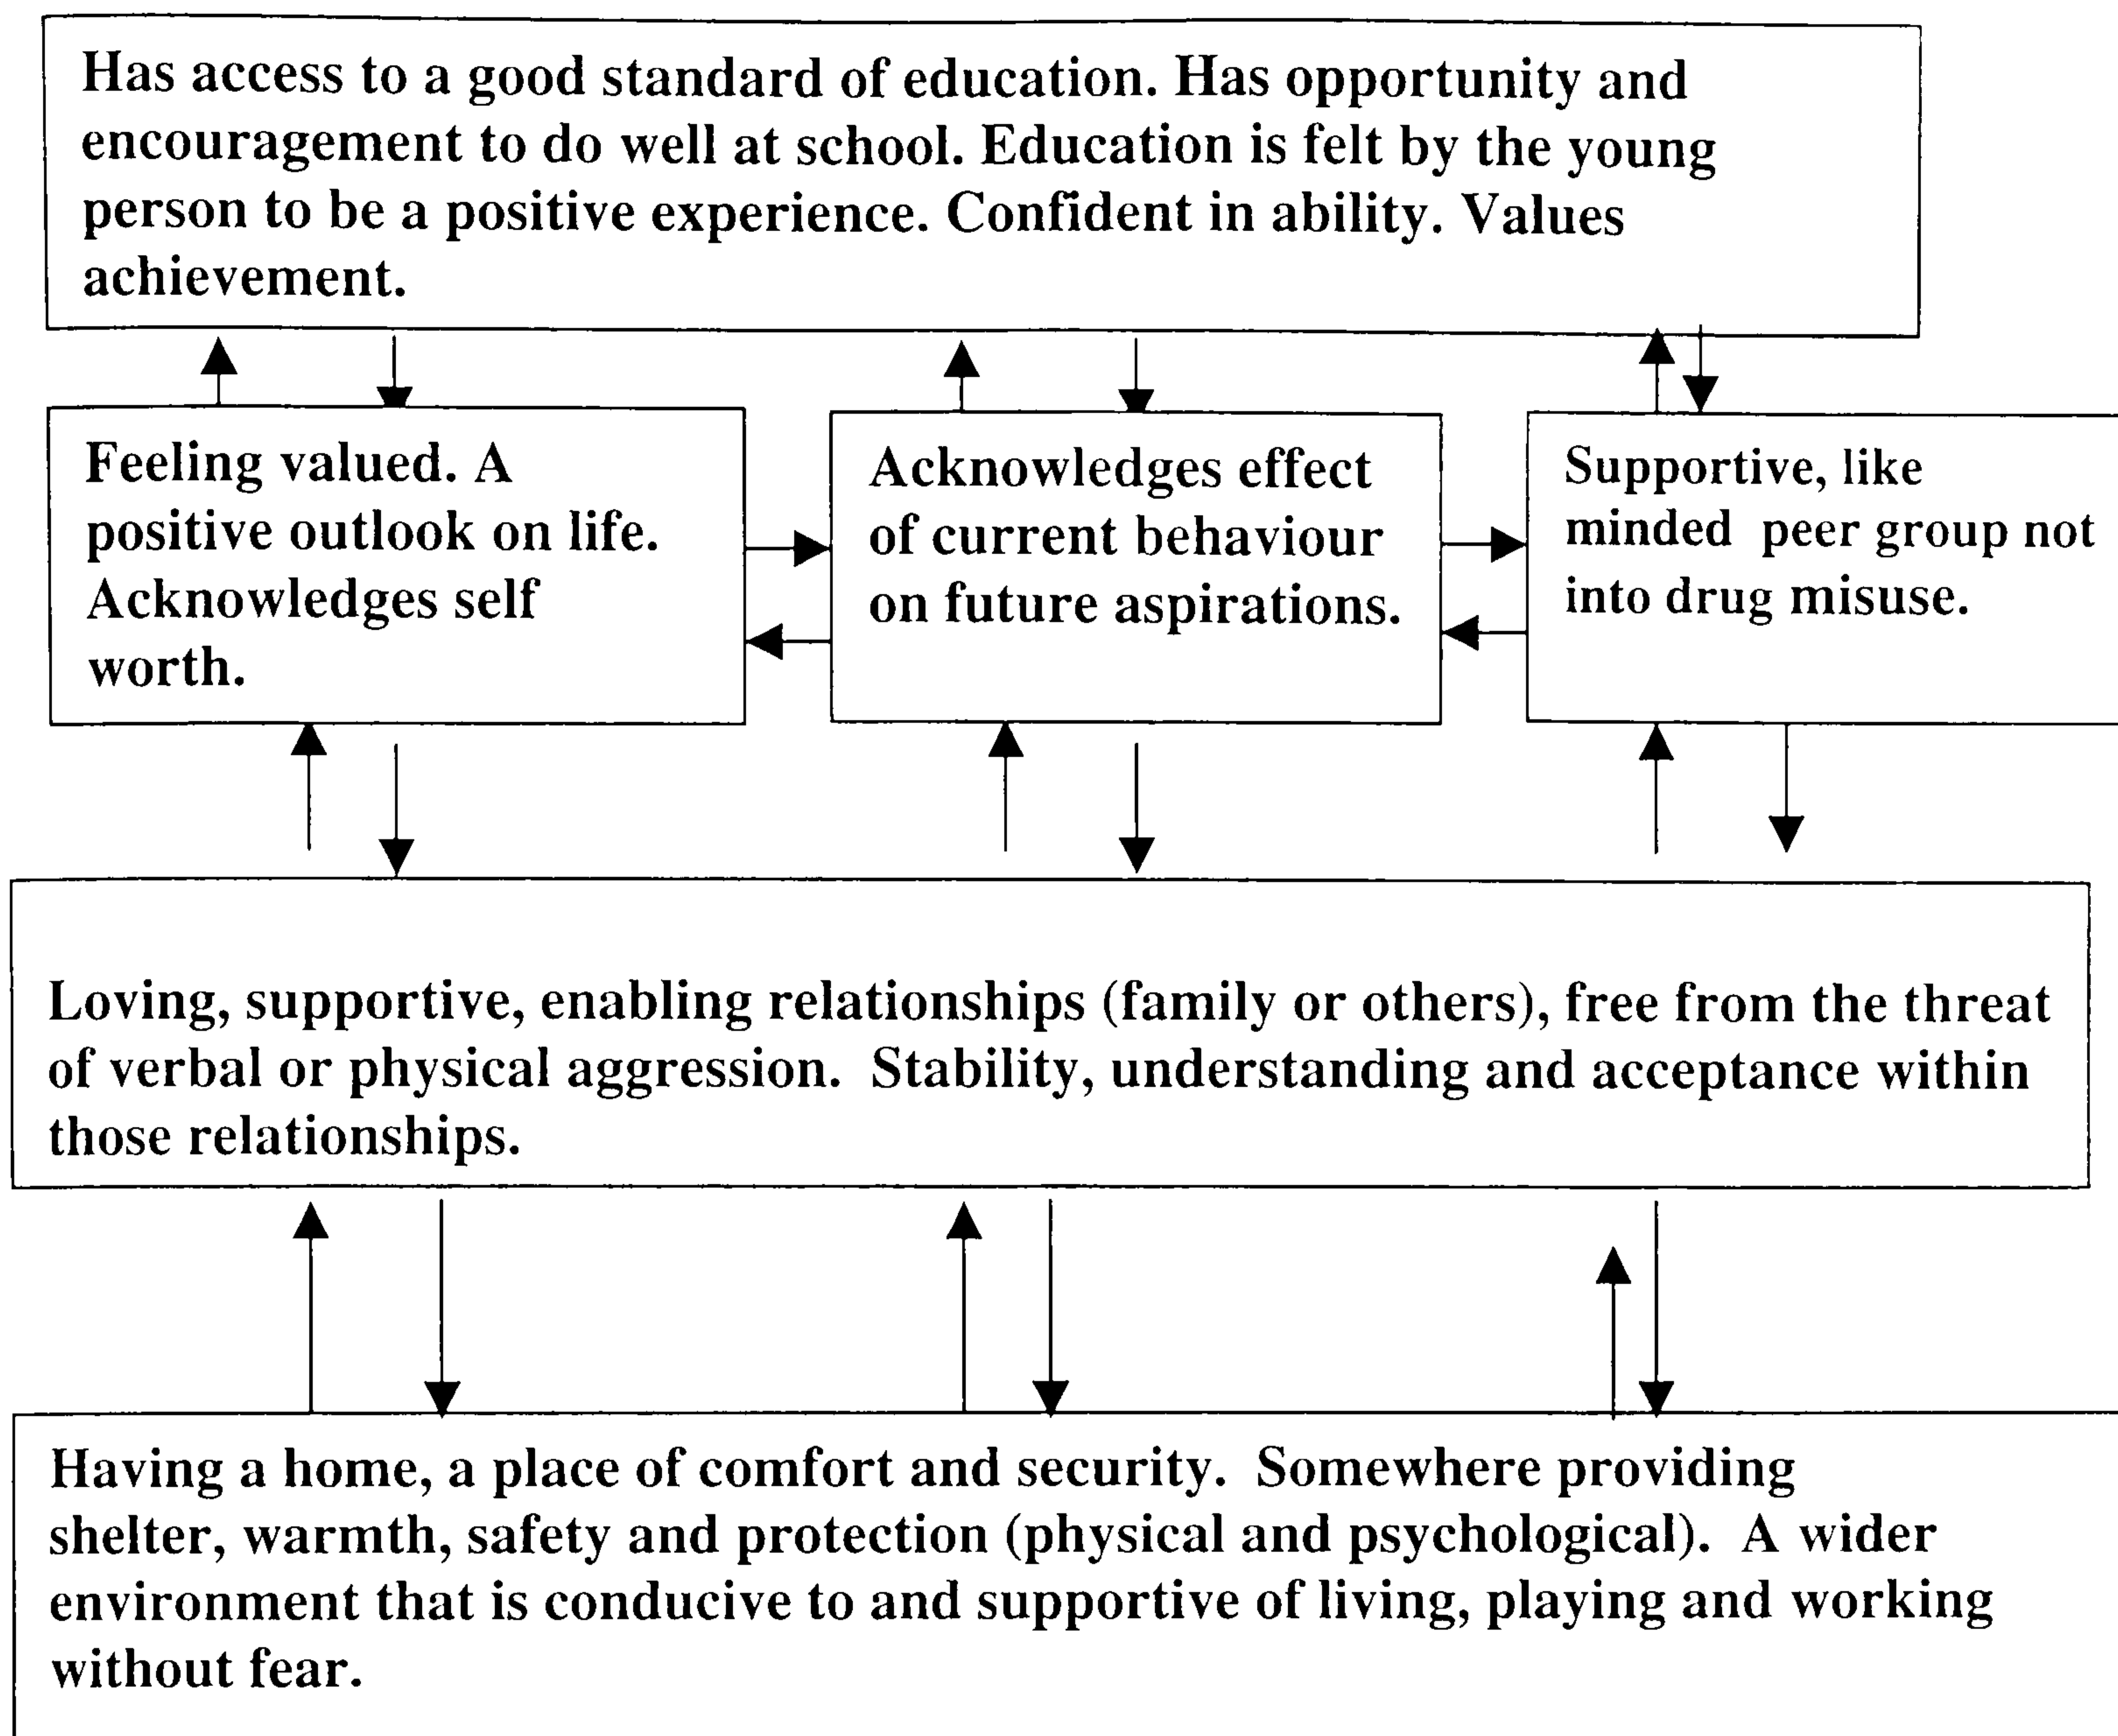 Has access to a good standard of education. Has opportunity and
encouragement to do well at school. Education is felt by the young
person to be a positive experience. Confident in ability. Values
achievement.
Feeling valued. A
positive outlook on life.
Acknowledges self
worth.
Acknowledges effect
of current behaviour
on future aspirations.
Supportive, like
minded peer group not
into drug misuse.
Loving, supportive, enabling relationships (family or others), free from the threat
of verbal or physical aggression. Stability, understanding and acceptance within
those relationships.
Having a home, a place of comfort and security. Somewhere providing
shelter, warmth, safety and protection (physical and psychological). A wider
environment that is conducive to and supportive of living, playing and working
without fear.